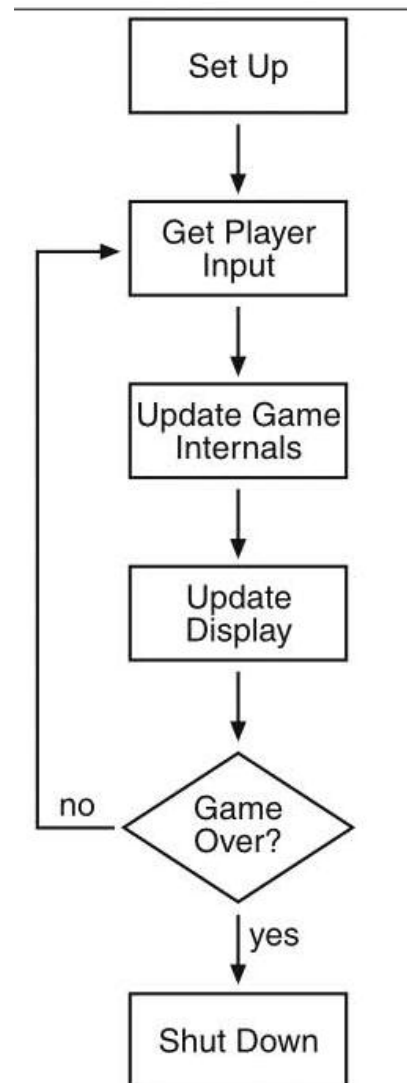 Set Up
Get Player
Input
Update Game
Internals
Update
Display
no
Game
Over?
yes
Shut Down